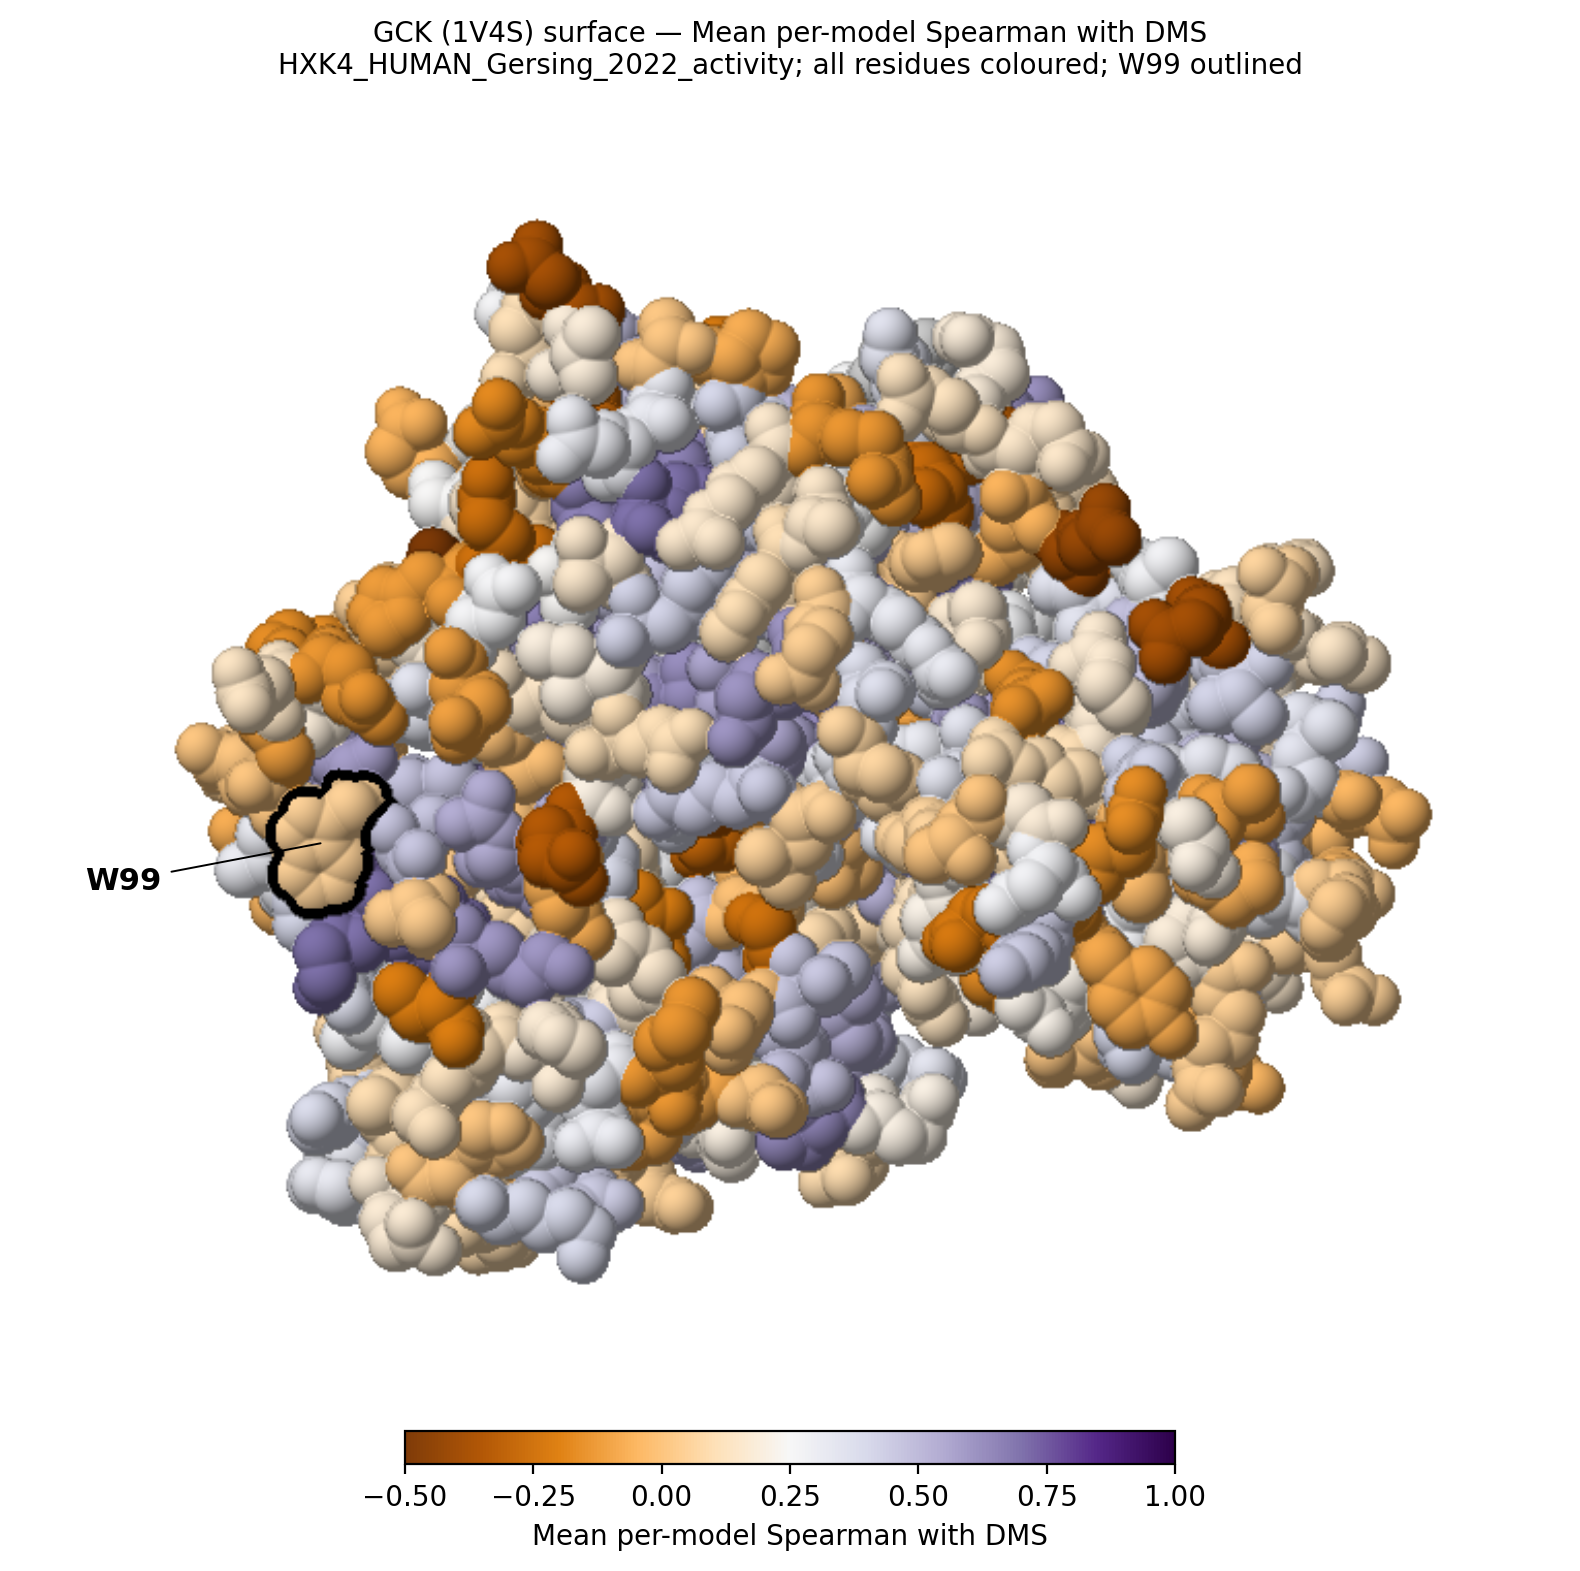 GCK (1V4S) surface — Mean per-model Spearman with DMS
HXK4_HUMAN_Gersing_2022_activity; all residues coloured; W99 outlined
W99
−0.50 −0.25 0.00 0.25 0.50 0.75 1.00
Mean per-model Spearman with DMS